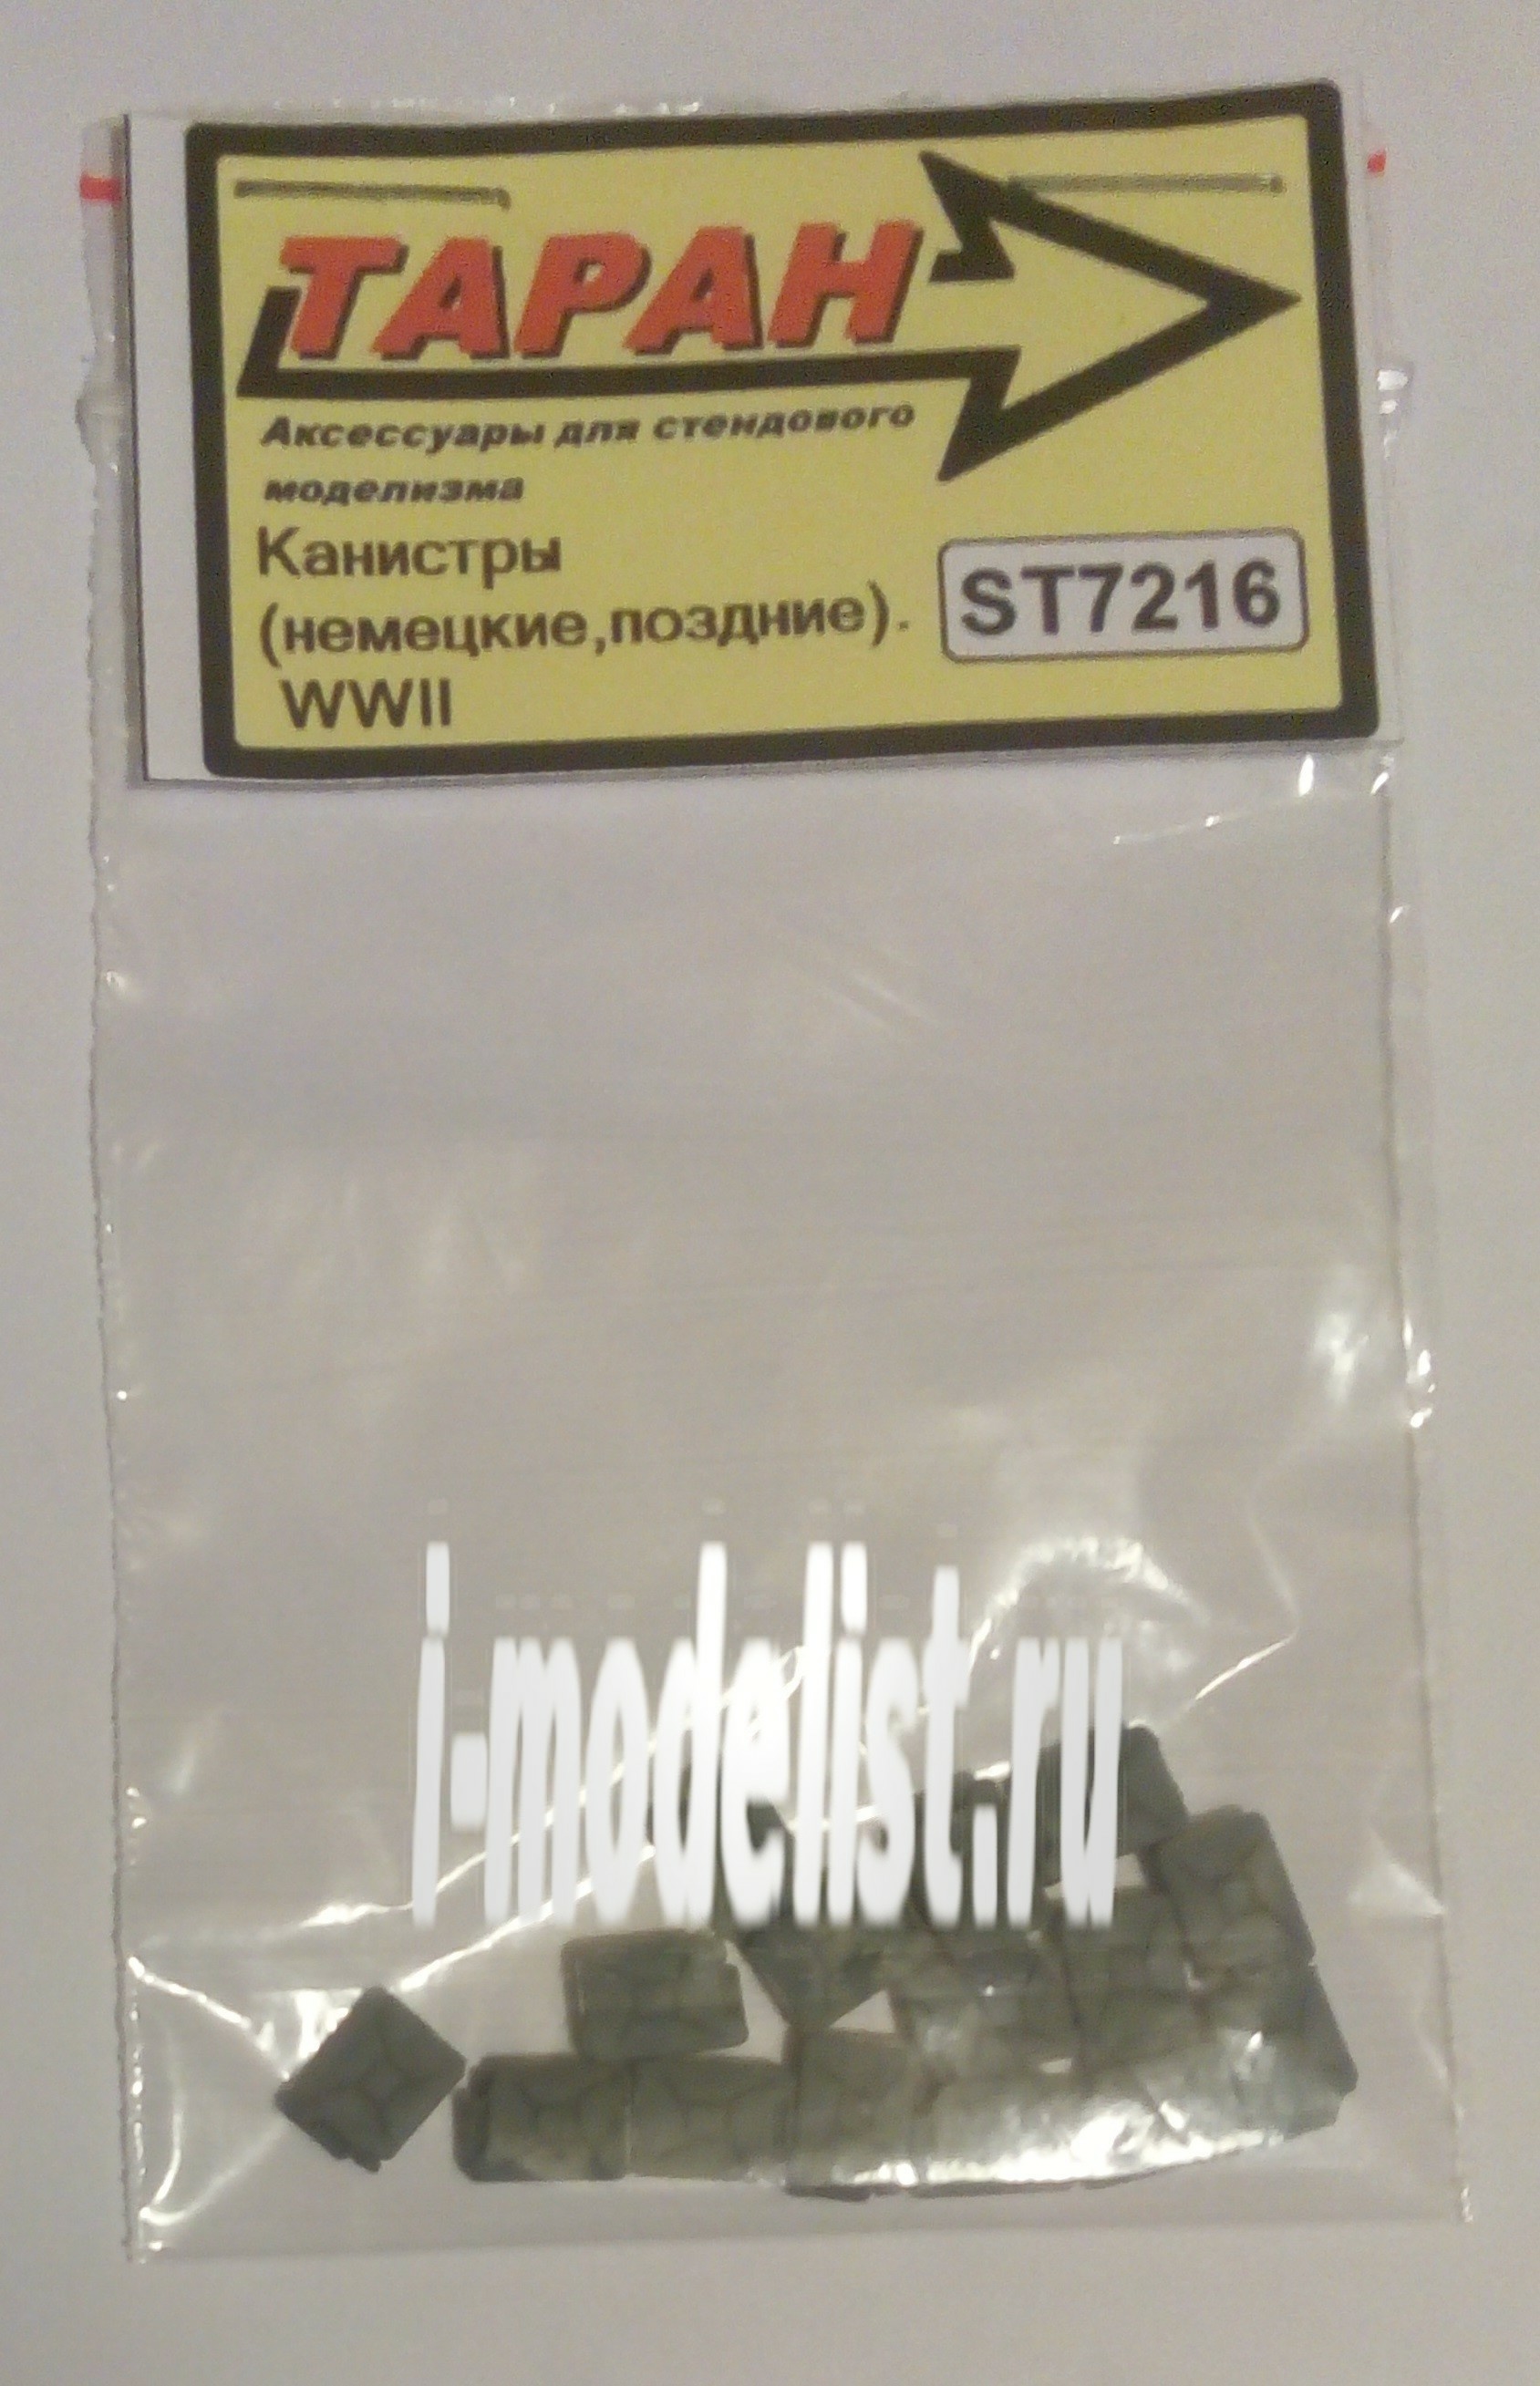 ТАРАН
Аксессуары для стендового
моделизма
Канистры
(немецкие,поздние).
ST7216
WWII
i-modelist.ru